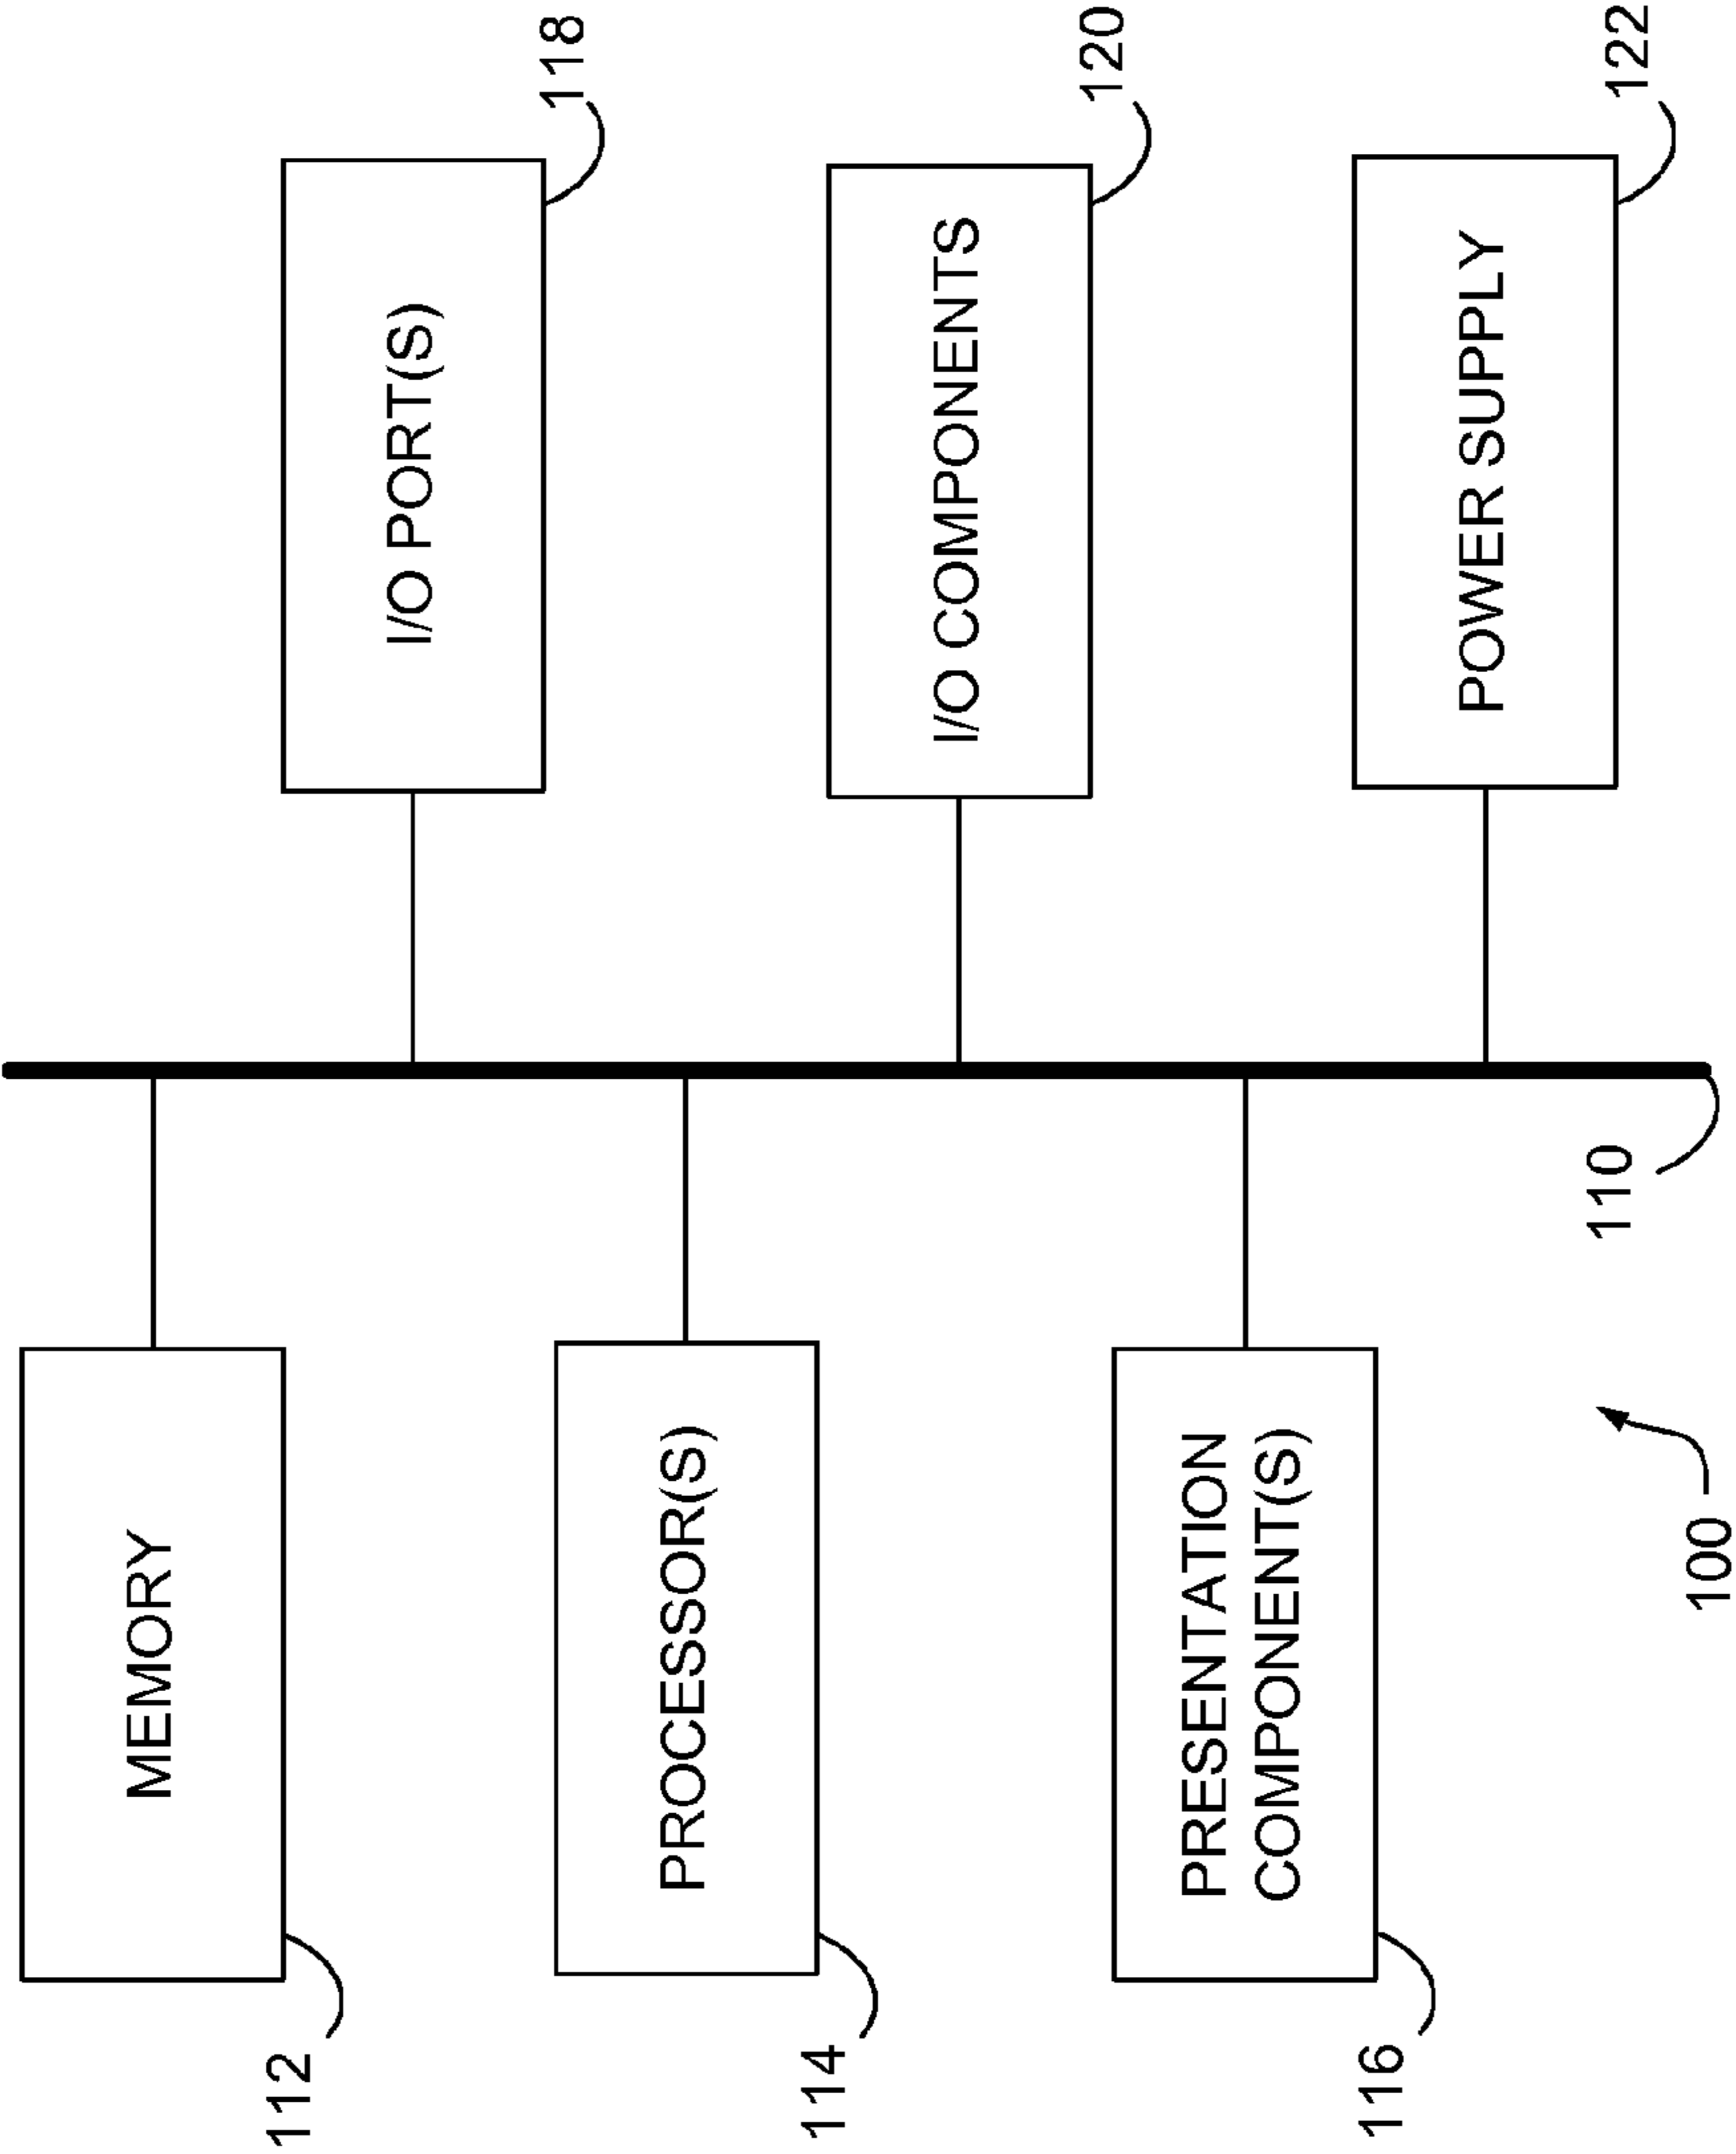 MEMORY
112
PROCESSOR(S)
114
PRESENTATION
COMPONENT(S)
116
I/O PORT(S)
118
I/O COMPONENTS
120
POWER SUPPLY
122
110
100